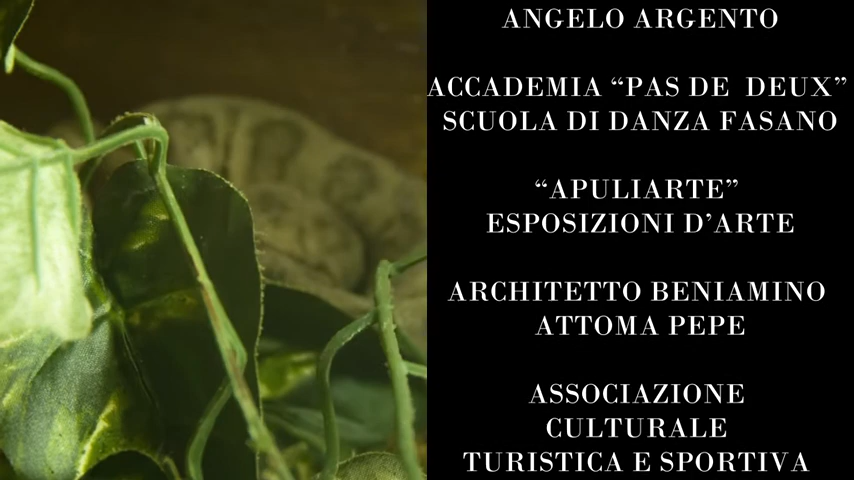 ANGELO ARGENTO
ACCADEMIA “PAS DE DEUX”
SCUOLA DI DANZA FASANO
“APULIARTE”
ESPOSIZIONI D’ARTE
ARCHITETTO BENIAMINO
ATTOMA PEPE
ASSOCIAZIONE
CULTURALE
TURISTICA E SPORTIVA